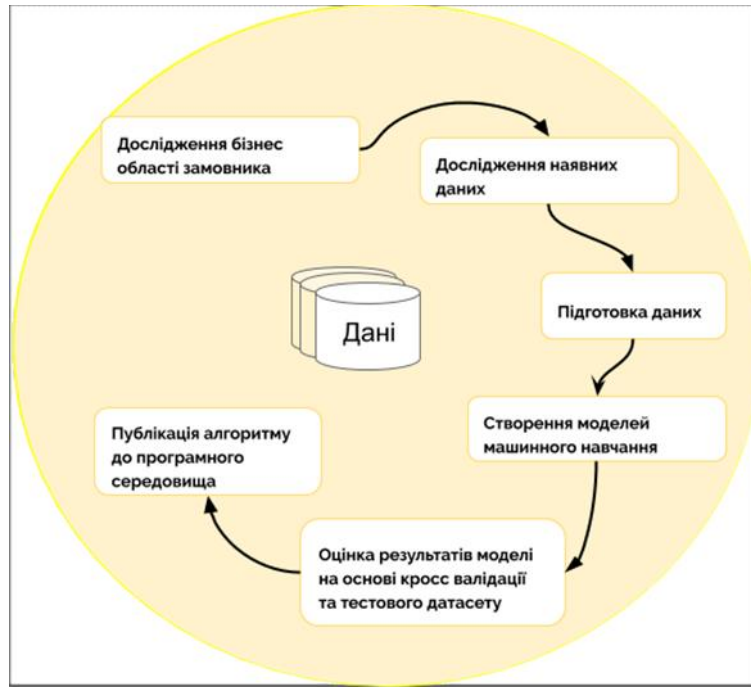 Дослідження бізнес
області замовника
Дослідження наявних
даних
Підготовка даних
Дані
Створення моделей
машинного навчання
Оцінка результатів моделі
на основі кросс валідації
та тестового датасету
Публікація алгоритму
до програмного
середовища